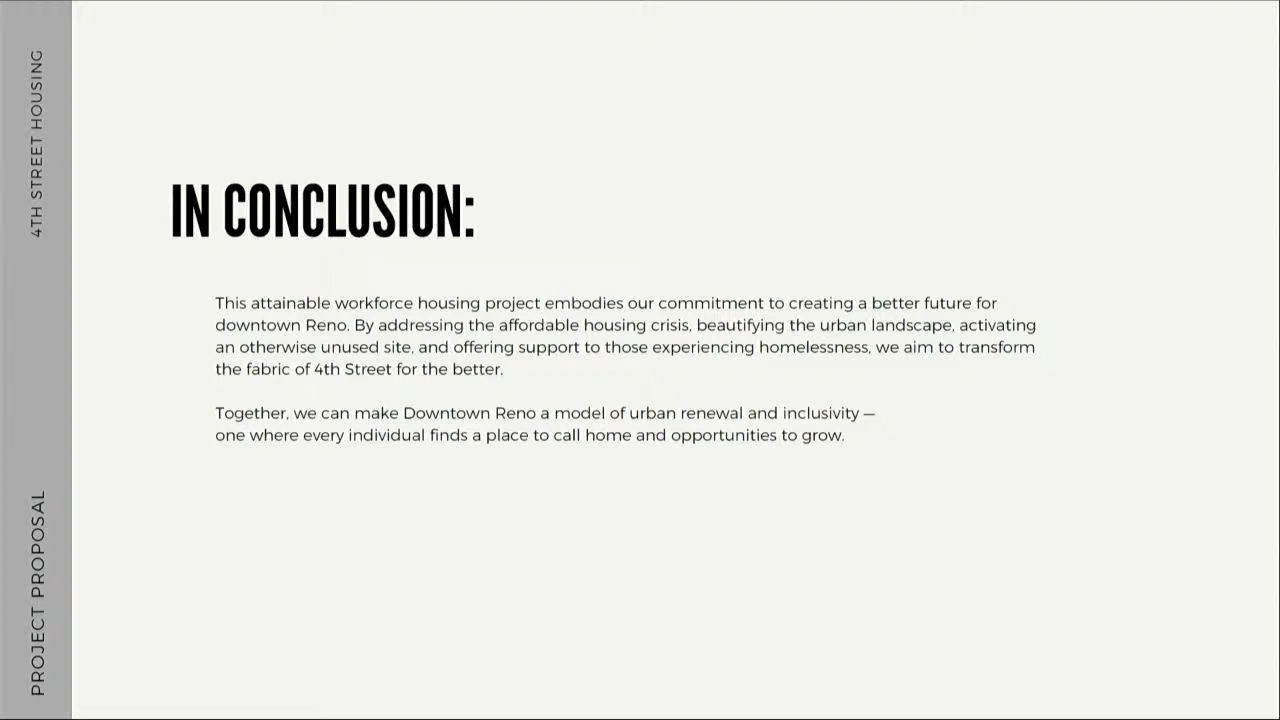 4TH STREET HOUSING
PROJECT PROPOSAL
IN CONCLUSION:
This attainable workforce housing project embodies our commitment to creating a better future for
downtown Reno. By addressing the affordable housing crisis, beautifying the urban landscape, activating
an otherwise unused site, and offering support to those experiencing homelessness, we aim to transform
the fabric of 4th Street for the better.
Together, we can make Downtown Reno a model of urban renewal and inclusivity —
one where every individual finds a place to call home and opportunities to grow.